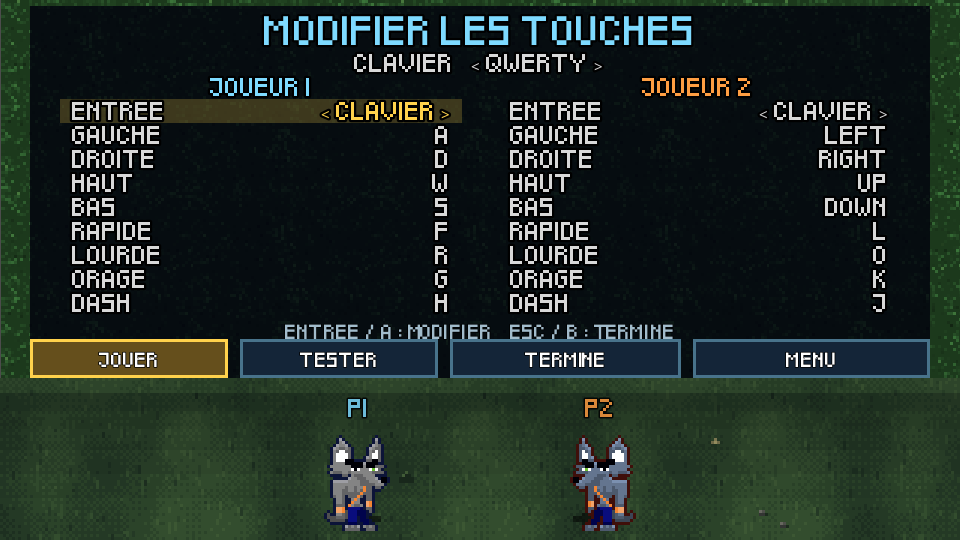 MODIFIER LES TOUCHES
CLAVIER < QWERTY >
JOUEUR 1 JOUEUR 2
ENTREE < CLAVIER > ENTREE < CLAVIER >
GAUCHE A GAUCHE LEFT
DROITE D DROITE RIGHT
HAUT W HAUT UP
BAS S BAS DOWN
RAPIDE F RAPIDE L
LOURDE R LOURDE O
ORAGE G ORAGE K
DASH H DASH J
ENTREE / A : MODIFIER ESC / B : TERMINE
JOUER TESTER TERMINE MENU
P1 P2